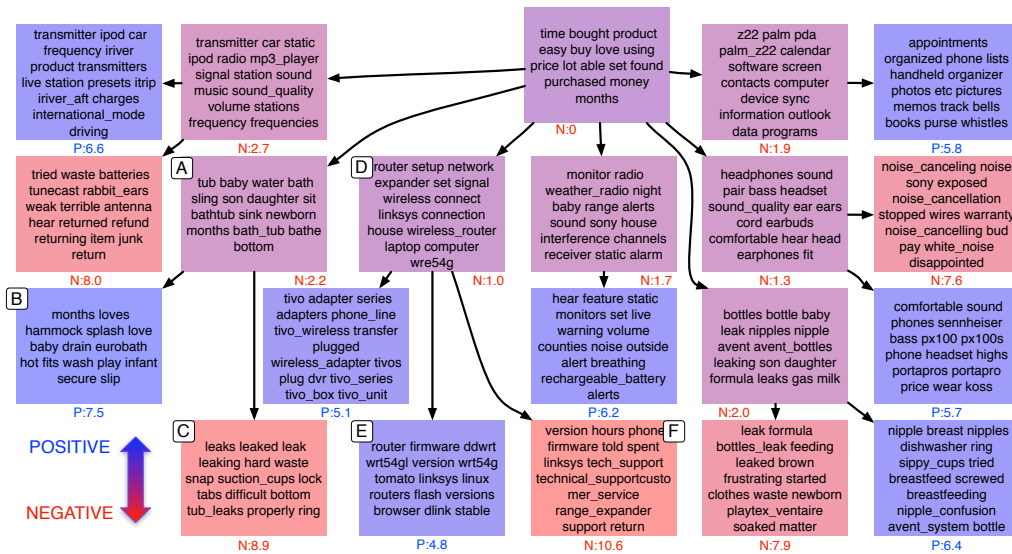 transmitter ipod car
frequency iriver
product transmitters
live station presets itrip
iriver_aft charges
international_mode
driving
P:6.6
transmitter car static
ipod radio mp3_player
signal station sound
music sound_quality
volume stations
frequency frequencies
N:2.7
time bought product
easy buy love using
price lot able set found
purchased money
months
N:0
z22 palm pda
palm_z22 calendar
software screen
contacts computer
device sync
information outlook
data programs
N:1.9
appointments
organized phone lists
handheld organizer
photos etc pictures
memos track bells
books purse whistles
P:5.8
tried waste batteries
tunecast rabbit_ears
weak terrible antenna
hear returned refund
returning item junk
return
N:8.0
A
tub baby water bath
sling son daughter sit
bathtub sink newborn
months bath_tub bathe
bottom
N:2.2
D
router setup network
expander set signal
wireless connect
linksys connection
house wireless_router
laptop computer
wre54g
N:1.0
monitor radio
weather_radio night
baby range alerts
sound sony house
interference channels
receiver static alarm
N:1.7
headphones sound
pair bass headset
sound_quality ear ears
cord earbuds
comfortable hear head
earphones fit
N:1.3
noise_canceling noise
sony exposed
noise_cancellation
stopped wires warranty
noise_cancelling bud
pay white_noise
disappointed
N:7.6
B
months loves
hammock splash love
baby drain eurobath
hot fits wash play infant
secure slip
P:7.5
tivo adapter series
adapters phone_line
tivo_wireless transfer
plugged
wireless_adapter tivos
plug dvr tivo_series
tivo_box tivo_unit
P:5.1
hear feature static
monitors set live
warning volume
counties noise outside
alert breathing
rechargeable_battery
alerts
P:6.2
bottles bottle baby
leak nipples nipple
avent avent_bottles
leaking son daughter
formula leaks gas milk
N:2.0
comfortable sound
phones sennheiser
bass px100 px100s
phone headset highs
portapros portapro
price wear koss
P:5.7
POSITIVE
NEGATIVE
C
leaks leaked leak
leaking hard waste
snap suction_cups lock
tabs difficult bottom
tub_leaks properly ring
N:8.9
E
router firmware ddwrt
wrt54gl version wrt54g
tomato linksys linux
routers flash versions
browser dlink stable
P:4.8
version hours phone
firmware told spent
linksys tech_support
technical_supportcusto
mer_service
range_expander
support return
N:10.6
F
leak formula
bottles_leak feeding
leaked brown
frustrating started
clothes waste newborn
playtex_ventaire
soaked matter
N:7.9
nipple breast nipples
dishwasher ring
sippy_cups tried
breastfeed screwed
breastfeeding
nipple_confusion
avent_system bottle
P:6.4